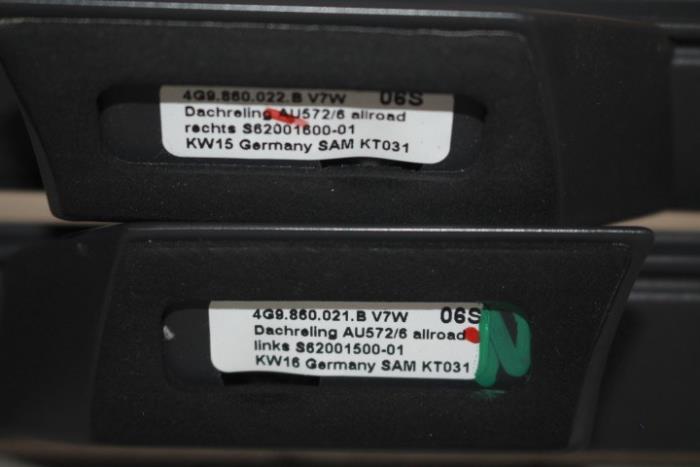 4G9.860.022.B V7W 06S
Dachreling AU572/6 allroad
rechts S62001600-01
KW15 Germany SAM KT031
4G9.860.021.B V7W 06S
Dachreling AU572/6 allroad
links S62001500-01
KW16 Germany SAM KT031
N